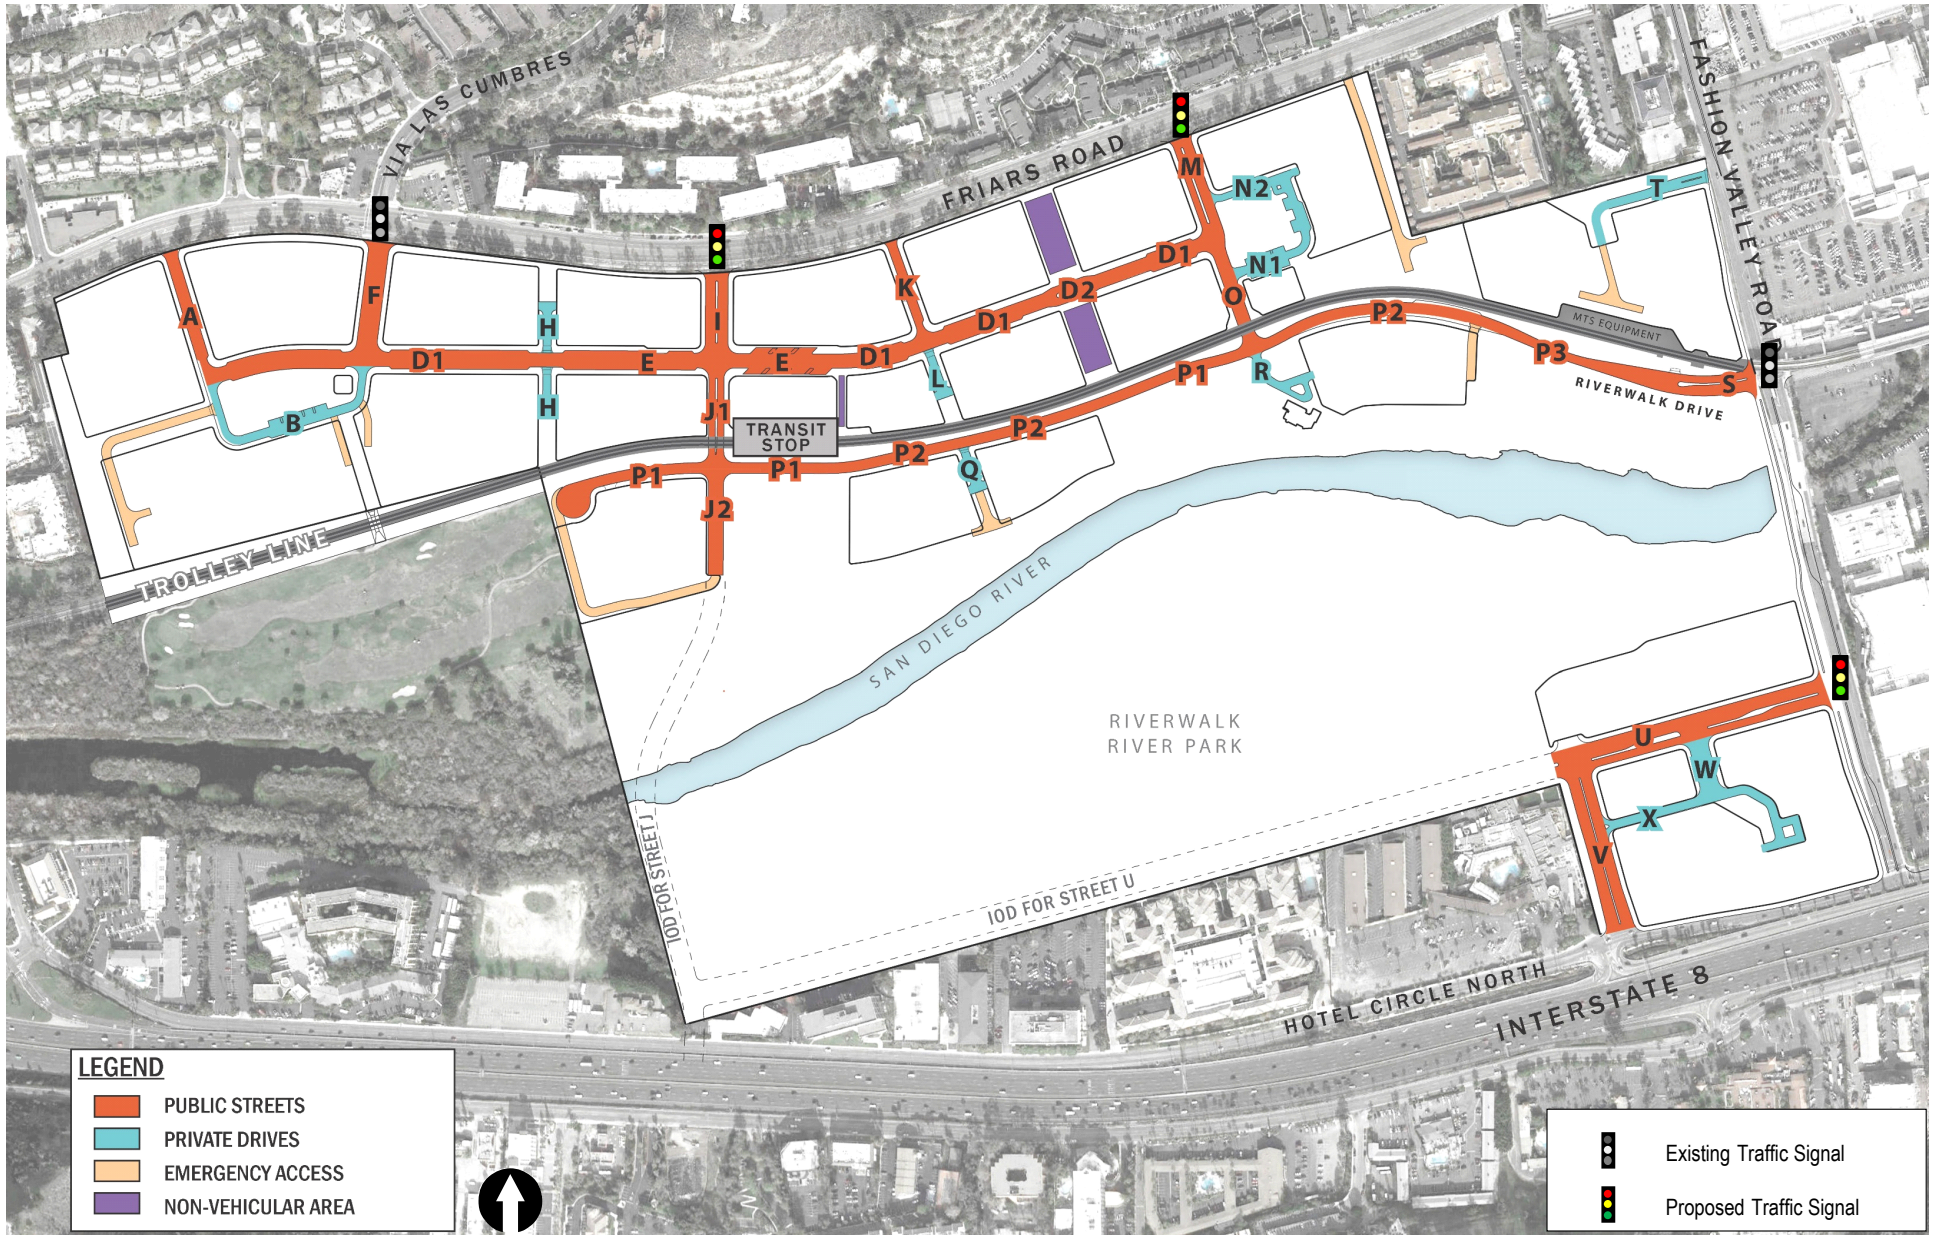 VIA LAS CUMBRES
FRIARS ROAD
FASHION VALLEY ROAD
M
N2
T
A
F
H
I
K
D1
D2
D1
N1
O
P2
MTS EQUIPMENT
D1
E
E
D1
L
P1
R
P3
S
RIVERWALK DRIVE
B
H
J1
TRANSIT
STOP
P2
P2
P1
P1
Q
J2
TROLLEY LINE
SAN DIEGO RIVER
RIVERWALK
RIVER PARK
U
W
X
V
IOD FOR STREET J
IOD FOR STREET U
HOTEL CIRCLE NORTH
INTERSTATE 8
LEGEND
PUBLIC STREETS
PRIVATE DRIVES
EMERGENCY ACCESS
NON-VEHICULAR AREA
Existing Traffic Signal
Proposed Traffic Signal